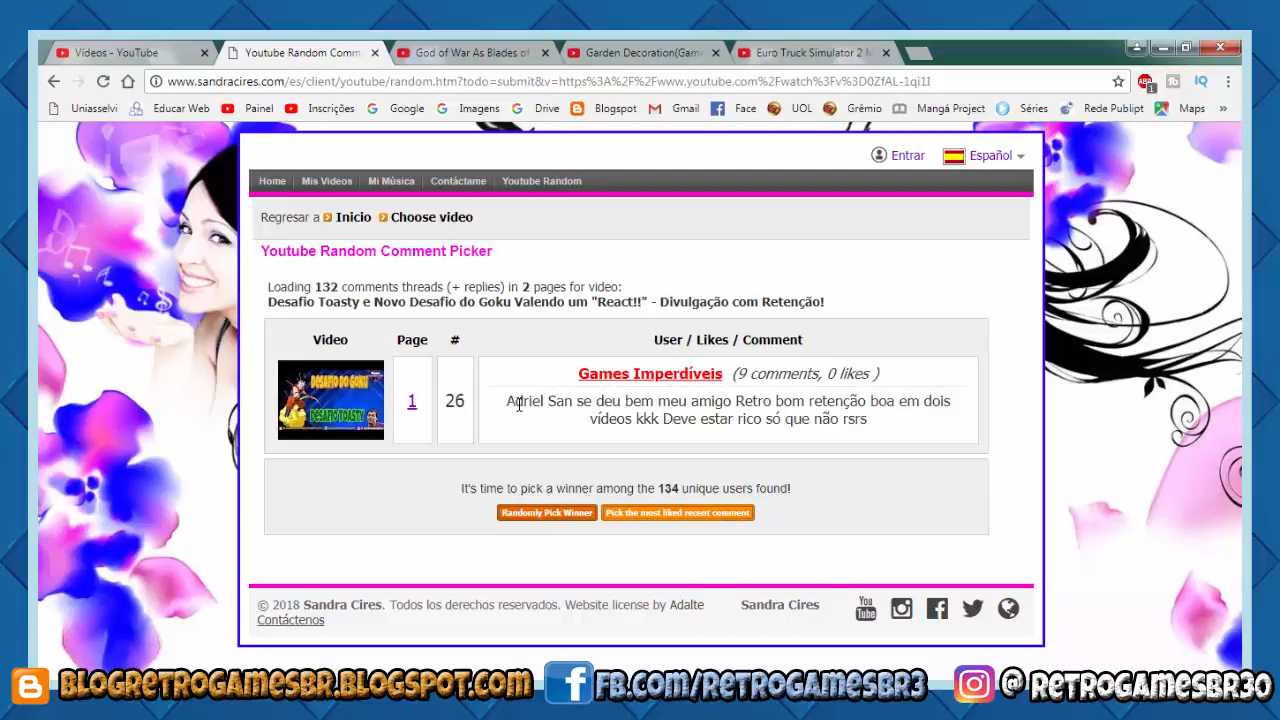 Vídeos - YouTube
Youtube Random Comm
God of War As Blades of
Garden Decoration(Gam
Euro Truck Simulator 2 M
www.sandracires.com/es/client/youtube/random.htm?todo=submit&v=https%3A%2F%2Fwww.youtube.com%2Fwatch%3Fv%3D0ZfAL-1qi1I
ABP
1
IQ
Uniasselvi
Educar Web
Painel
Inscrições
Google
Imagens
Drive
Blogspot
Gmail
Face
UOL
Grêmio
Mangá Project
Séries
Rede Publipt
Maps
»
Entrar
Español
Home
Mis Videos
Mi Música
Contáctame
Youtube Random
Regresar a Inicio Choose video
Youtube Random Comment Picker
Loading 132 comments threads (+ replies) in 2 pages for video:
Desafio Toasty e Novo Desafio do Goku Valendo um "React!!" - Divulgação com Retenção!
Video
Page
#
User / Likes / Comment
DESAFIO DO GOKU
DESAFIO TOASTY
1
26
Games Imperdíveis (9 comments, 0 likes )
Adriel San se deu bem meu amigo Retro bom retenção boa em dois
vídeos kkk Deve estar rico só que não rsrs
It's time to pick a winner among the 134 unique users found!
Randomly Pick Winner
Pick the most liked recent comment
© 2018 Sandra Cires. Todos los derechos reservados. Website license by Adalte
Contáctenos
Sandra Cires
You
Tube
BLOGRETROGAMESBR.BLOGSPOT.COM
FB.COM/RETROGAMESBR3
@RETROGAMESBR30